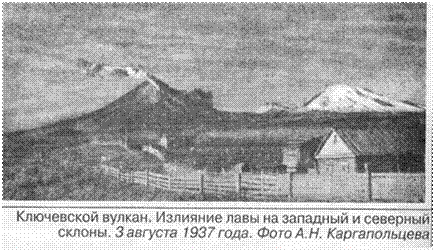 Ключевской вулкан. Излияние лавы на западный и северный
склоны. 3 августа 1937 года. Фото А.Н. Каргапольцева